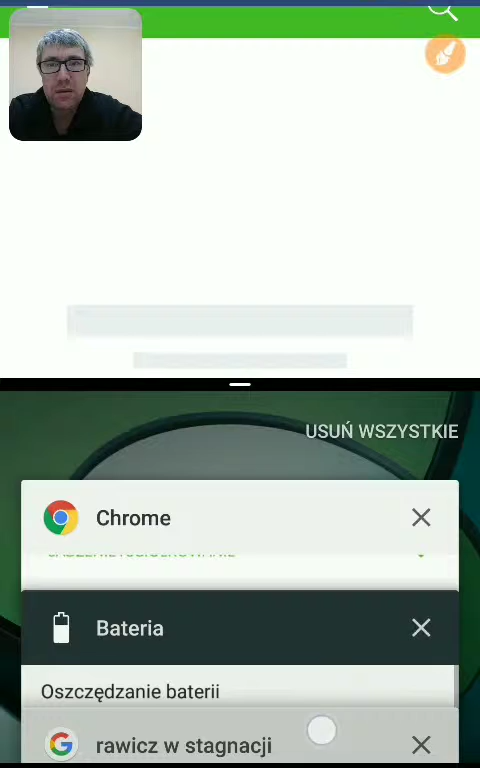 USUŃ WSZYSTKIE
Chrome
Bateria
Oszczędzanie baterii
rawicz w stagnacji